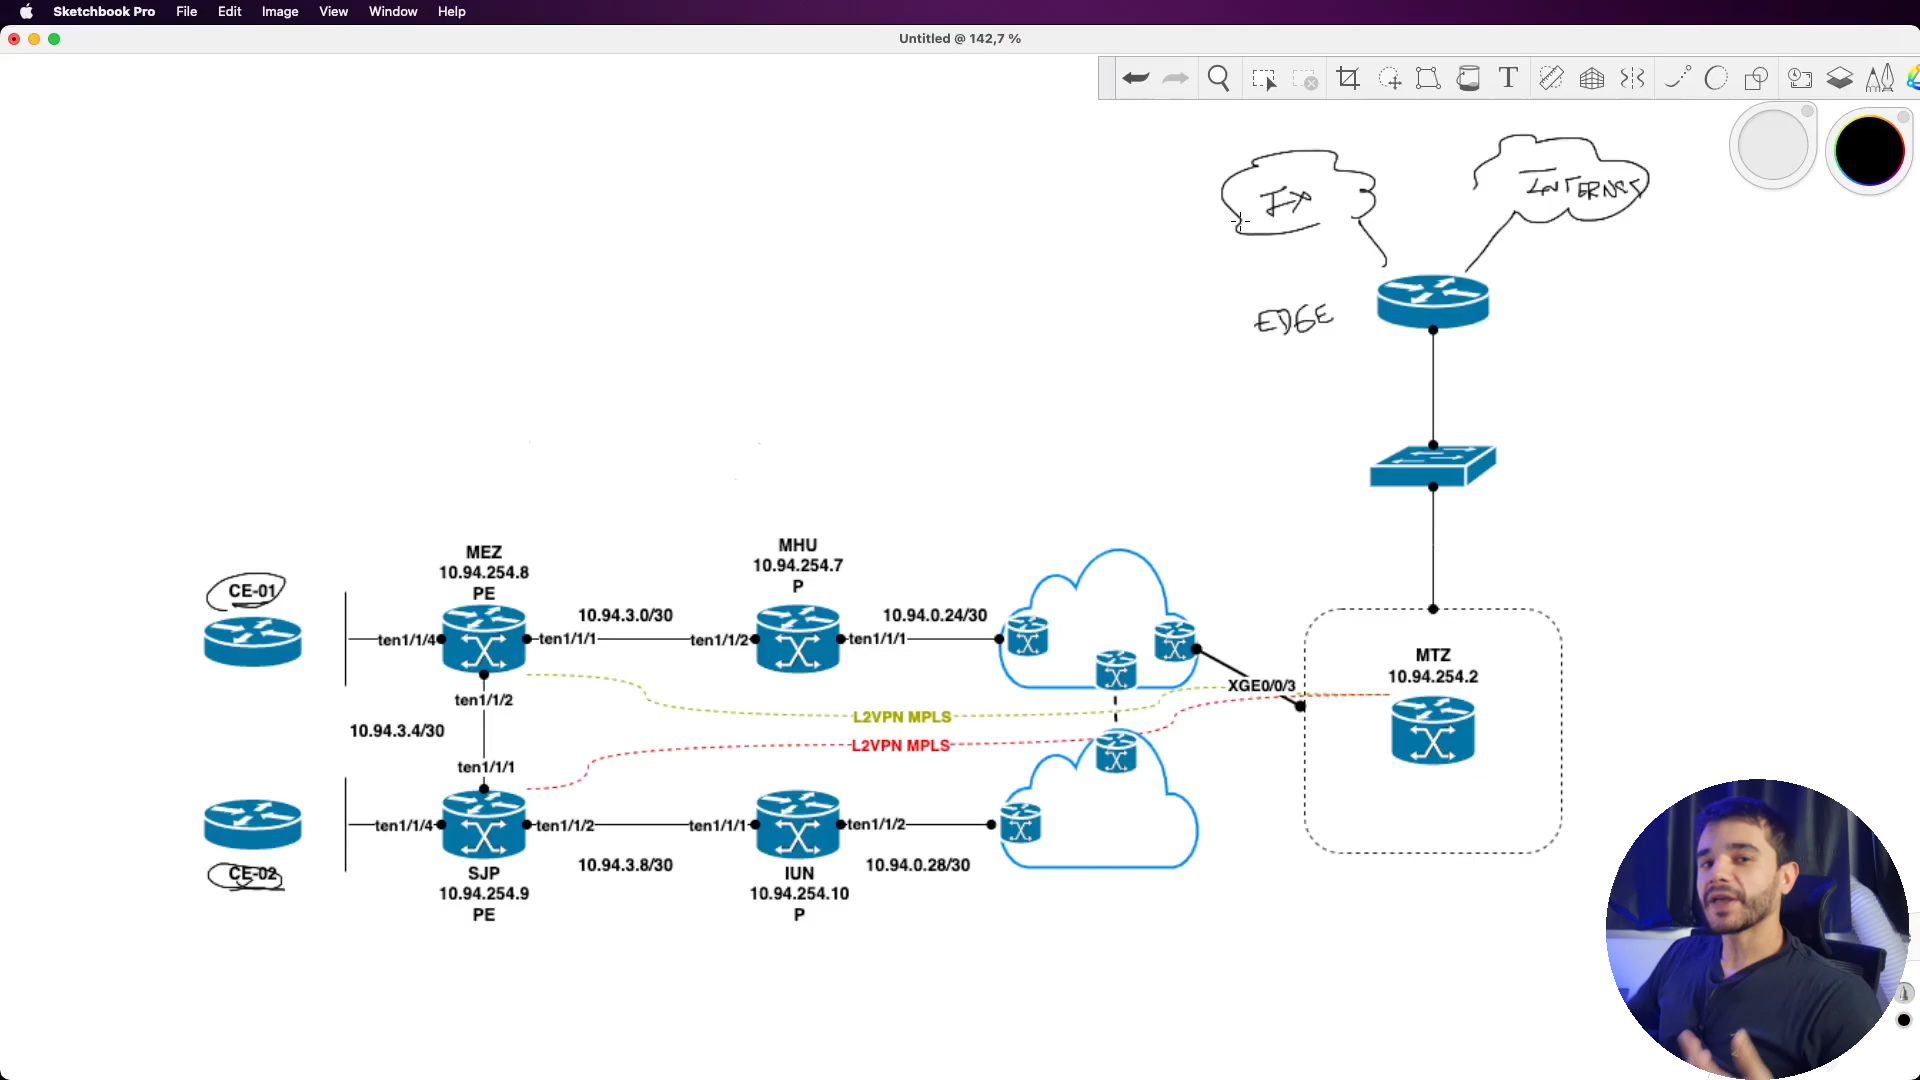 Sketchbook Pro File Edit Image View Window Help
Untitled @ 142,7 %
IX
INTERNET
EDGE
CE-01
MEZ
10.94.254.8
PE
MHU
10.94.254.7
P
ten1/1/4
ten1/1/1
10.94.3.0/30
ten1/1/2
ten1/1/1
10.94.0.24/30
ten1/1/2
10.94.3.4/30
ten1/1/1
L2VPN MPLS
L2VPN MPLS
XGE0/0/3
MTZ
10.94.254.2
CE-02
ten1/1/4
ten1/1/2
ten1/1/1
ten1/1/2
10.94.3.8/30
10.94.0.28/30
SJP
10.94.254.9
PE
IUN
10.94.254.10
P